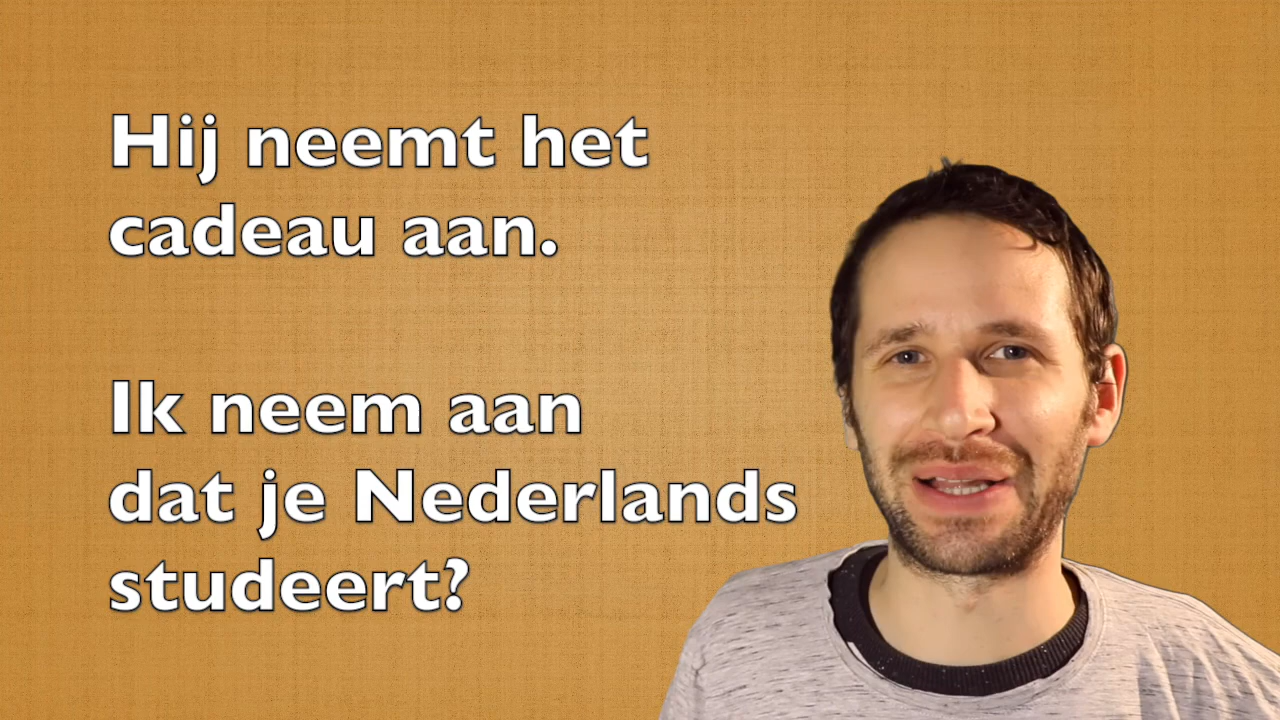 Hij neemt het
cadeau aan.
Ik neem aan
dat je Nederlands
studeert?